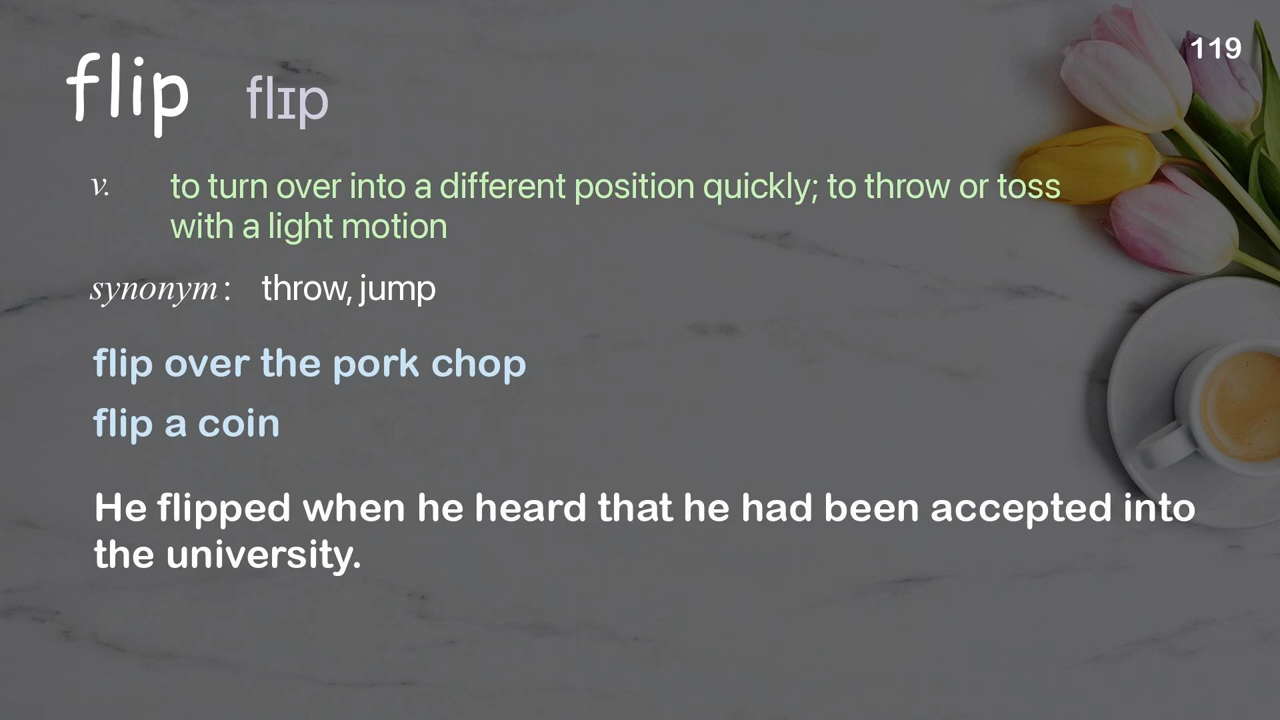 119
flip flɪp
v. to turn over into a different position quickly; to throw or toss
with a light motion
synonym: throw, jump
flip over the pork chop
flip a coin
He flipped when he heard that he had been accepted into
the university.